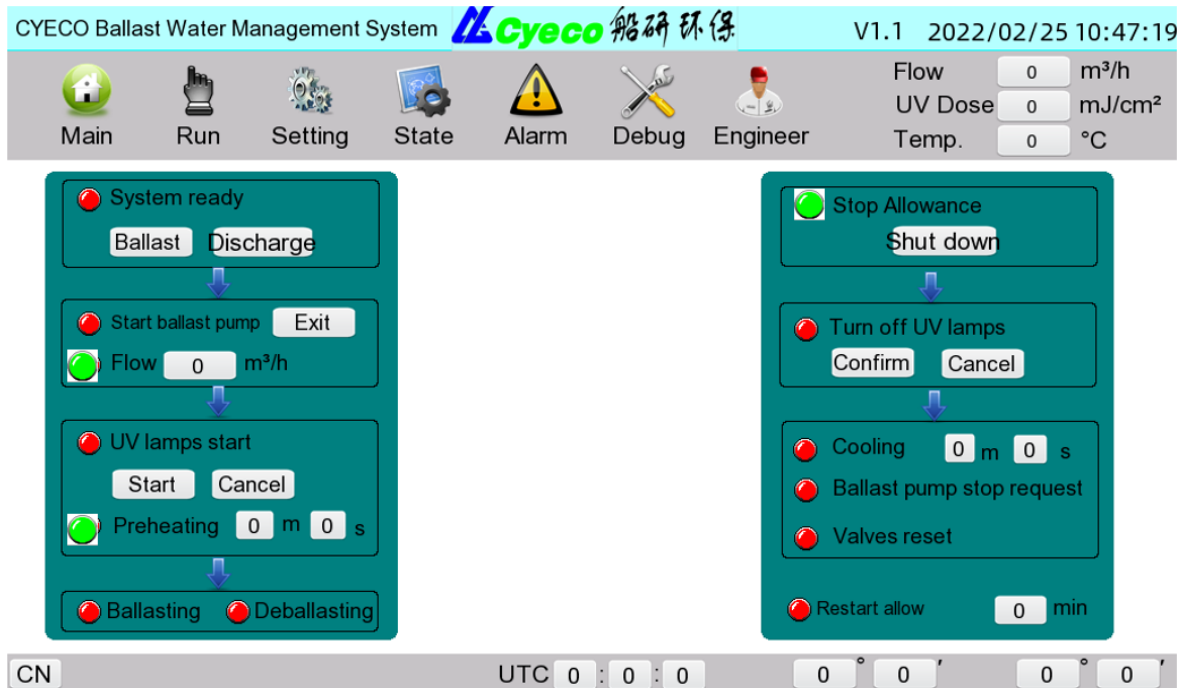 CYECO Ballast Water Management System Cyeco 船研环保 V1.1 2022/02/25 10:47:19
Main Run Setting State Alarm Debug Engineer
Flow 0 m³/h
UV Dose 0 mJ/cm²
Temp. 0 °C
System ready
Ballast Discharge
Start ballast pump Exit
Flow 0 m³/h
UV lamps start
Start Cancel
Preheating 0 m 0 s
Ballasting Deballasting
Stop Allowance
Shut down
Turn off UV lamps
Confirm Cancel
Cooling 0 m 0 s
Ballast pump stop request
Valves reset
Restart allow 0 min
CN UTC 0 : 0 : 0 0 ° 0 ′ 0 ° 0 ′